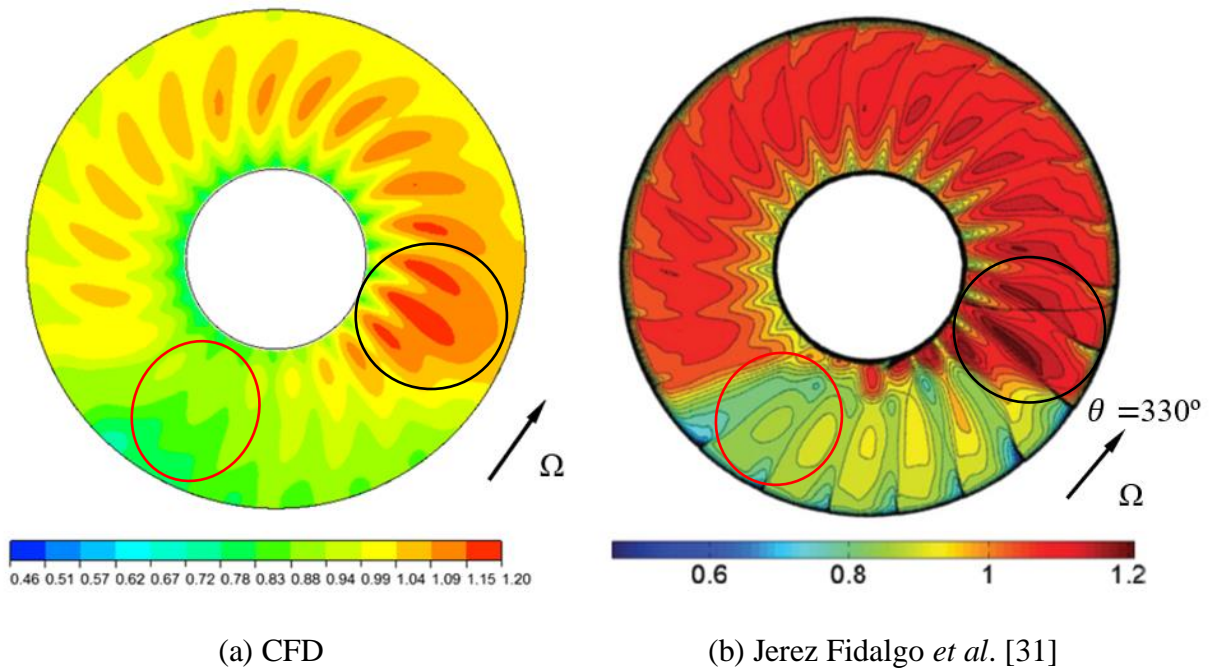 θ =330º
Ω
Ω
0.46 0.51 0.57 0.62 0.67 0.72 0.78 0.83 0.88 0.94 0.99 1.04 1.09 1.15 1.20
0.6 0.8 1 1.2
(a) CFD
(b) Jerez Fidalgo et al. [31]